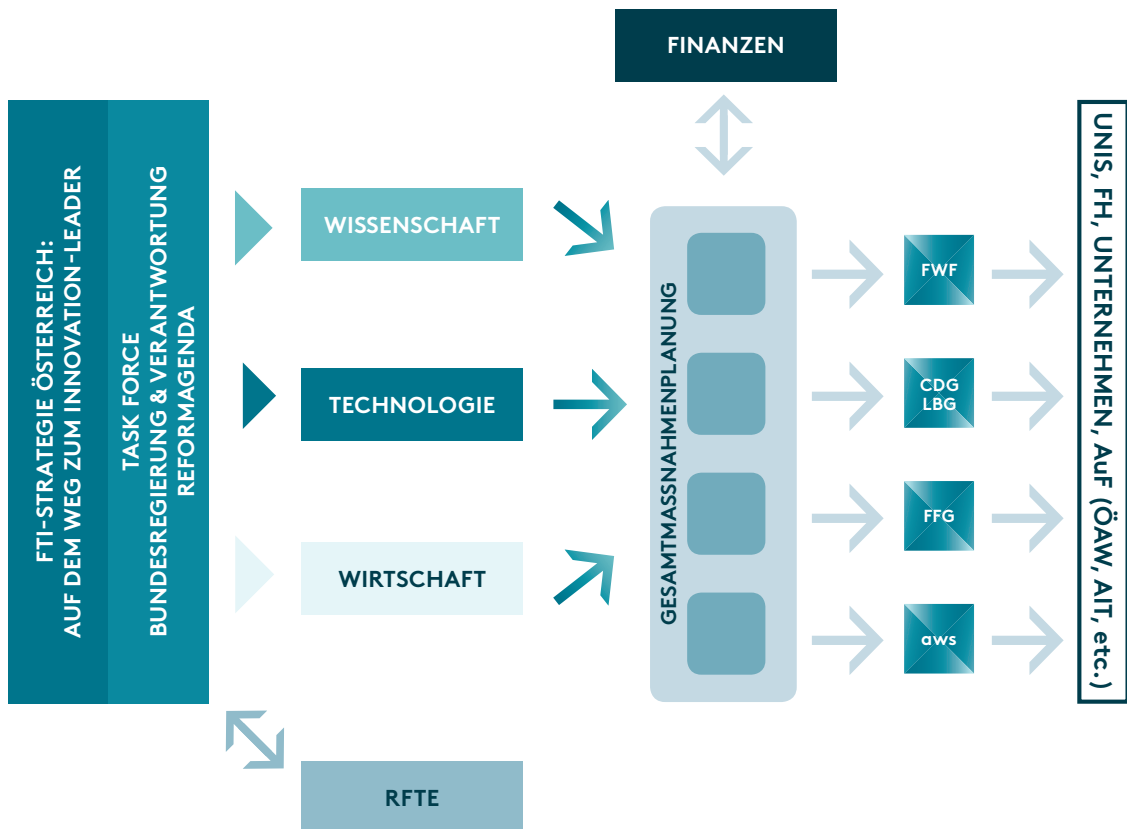 FINANZEN
FTI-STRATEGIE ÖSTERREICH:
AUF DEM WEG ZUM INNOVATION-LEADER
TASK FORCE
BUNDESREGIERUNG & VERANTWORTUNG
REFORMAGENDA
WISSENSCHAFT
TECHNOLOGIE
WIRTSCHAFT
RFTE
GESAMTMASSNAHMENPLANUNG
FWF
CDG
LBG
FFG
aws
UNIS, FH, UNTERNEHMEN, AuF (ÖAW, AIT, etc.)